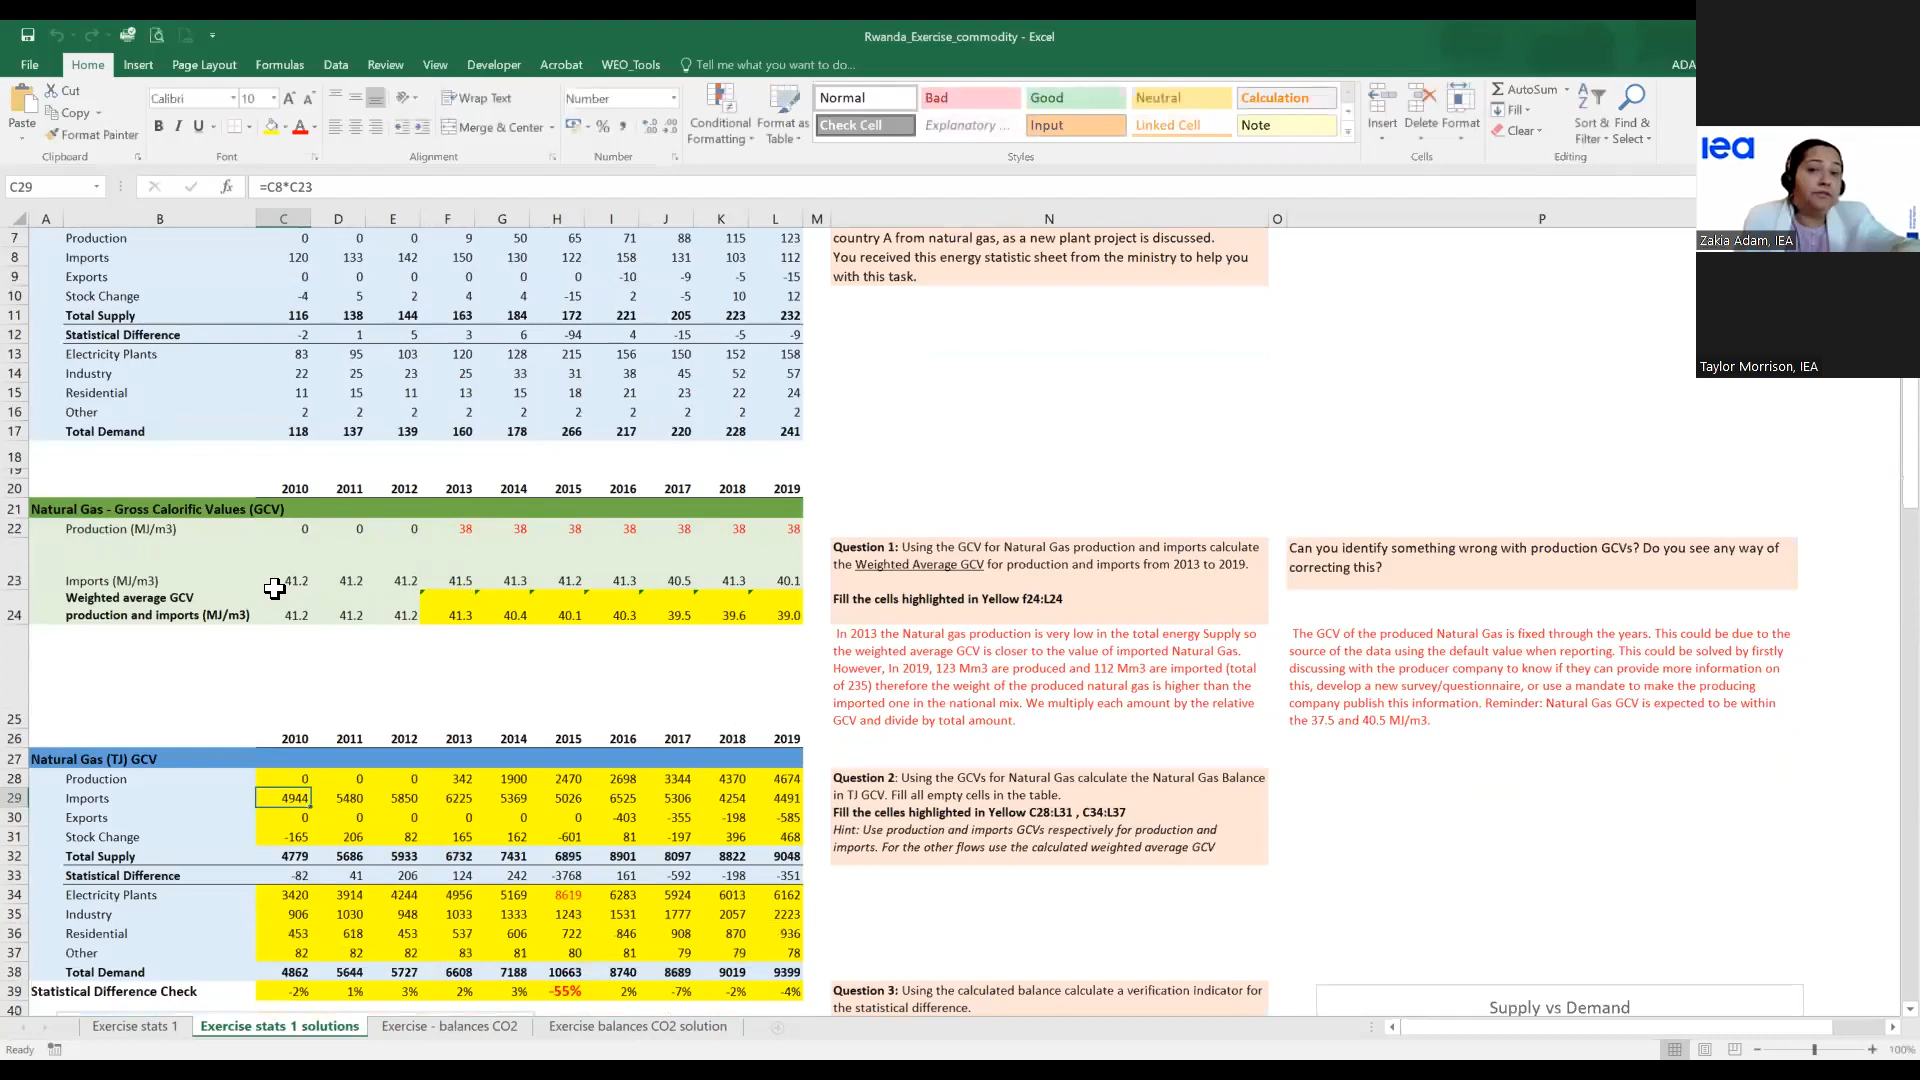 Rwanda_Exercise_commodity - Excel
File Home Insert Page Layout Formulas Data Review View Developer Acrobat WEO_Tools Tell me what you want to do... ADA
Cut
Copy
Format Painter
Paste
Calibri 10
B I U
Wrap Text
Merge & Center
Number
Conditional Formatting
Format as Table
Normal Bad Good Neutral Calculation
Check Cell Explanatory ... Input Linked Cell Note
Insert Delete Format
AutoSum
Fill
Clear
Sort & Filter
Find & Select
Clipboard Font Alignment Number Styles Cells Editing
C29 fx =C8*C23
A B C D E F G H I J K L M N O P
7 Production 0 0 0 9 50 65 71 88 115 123
8 Imports 120 133 142 150 130 122 158 131 103 112
9 Exports 0 0 0 0 0 0 -10 -9 -5 -15
10 Stock Change -4 5 2 4 4 -15 2 -5 10 12
11 Total Supply 116 138 144 163 184 172 221 205 223 232
12 Statistical Difference -2 1 5 3 6 -94 4 -15 -5 -9
13 Electricity Plants 83 95 103 120 128 215 156 150 152 158
14 Industry 22 25 23 25 33 31 38 45 52 57
15 Residential 11 15 11 13 15 18 21 23 22 24
16 Other 2 2 2 2 2 2 2 2 2 2
17 Total Demand 118 137 139 160 178 266 217 220 228 241
18
19
20 2010 2011 2012 2013 2014 2015 2016 2017 2018 2019
21 Natural Gas - Gross Calorific Values (GCV)
22 Production (MJ/m3) 0 0 0 38 38 38 38 38 38 38
23 Imports (MJ/m3) 41.2 41.2 41.2 41.5 41.3 41.2 41.3 40.5 41.3 40.1
Weighted average GCV
24 production and imports (MJ/m3) 41.2 41.2 41.2 41.3 40.4 40.1 40.3 39.5 39.6 39.0
25
26 2010 2011 2012 2013 2014 2015 2016 2017 2018 2019
27 Natural Gas (TJ) GCV
28 Production 0 0 0 342 1900 2470 2698 3344 4370 4674
29 Imports 4944 5480 5850 6225 5369 5026 6525 5306 4254 4491
30 Exports 0 0 0 0 0 0 -403 -355 -198 -585
31 Stock Change -165 206 82 165 162 -601 81 -197 396 468
32 Total Supply 4779 5686 5933 6732 7431 6895 8901 8097 8822 9048
33 Statistical Difference -82 41 206 124 242 -3768 161 -592 -198 -351
34 Electricity Plants 3420 3914 4244 4956 5169 8619 6283 5924 6013 6162
35 Industry 906 1030 948 1033 1333 1243 1531 1777 2057 2223
36 Residential 453 618 453 537 606 722 846 908 870 936
37 Other 82 82 82 83 81 80 81 79 79 78
38 Total Demand 4862 5644 5727 6608 7188 10663 8740 8689 9019 9399
39 Statistical Difference Check -2% 1% 3% 2% 3% -55% 2% -7% -2% -4%
40
country A from natural gas, as a new plant project is discussed.
You received this energy statistic sheet from the ministry to help you
with this task.
Question 1: Using the GCV for Natural Gas production and imports calculate
the Weighted Average GCV for production and imports from 2013 to 2019.
Fill the cells highlighted in Yellow f24:L24
In 2013 the Natural gas production is very low in the total energy Supply so
the weighted average GCV is closer to the value of imported Natural Gas.
However, In 2019, 123 Mm3 are produced and 112 Mm3 are imported (total
of 235) therefore the weight of the produced natural gas is higher than the
imported one in the national mix. We multiply each amount by the relative
GCV and divide by total amount.
Question 2: Using the GCVs for Natural Gas calculate the Natural Gas Balance
in TJ GCV. Fill all empty cells in the table.
Fill the celles highlighted in Yellow C28:L31 , C34:L37
Hint: Use production and imports GCVs respectively for production and
imports. For the other flows use the calculated weighted average GCV
Question 3: Using the calculated balance calculate a verification indicator for
the statistical difference.
Can you identify something wrong with production GCVs? Do you see any way of
correcting this?
The GCV of the produced Natural Gas is fixed through the years. This could be due to the
source of the data using the default value when reporting. This could be solved by firstly
discussing with the producer company to know if they can provide more information on
this, develop a new survey/questionnaire, or use a mandate to make the producing
company publish this information. Reminder: Natural Gas GCV is expected to be within
the 37.5 and 40.5 MJ/m3.
Supply vs Demand
Exercise stats 1 Exercise stats 1 solutions Exercise - balances CO2 Exercise balances CO2 solution
Ready
100%
iea
Zakia Adam, IEA
Taylor Morrison, IEA